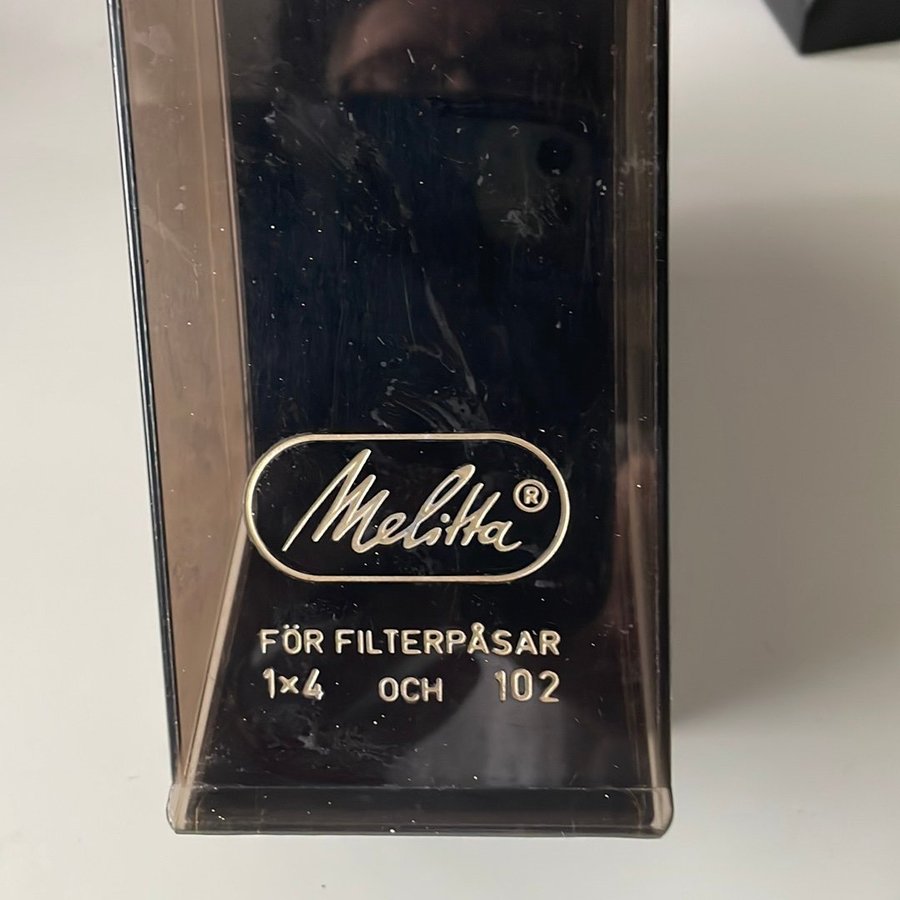 Melitta®
FÖR FILTERPÅSAR
1×4 OCH 102